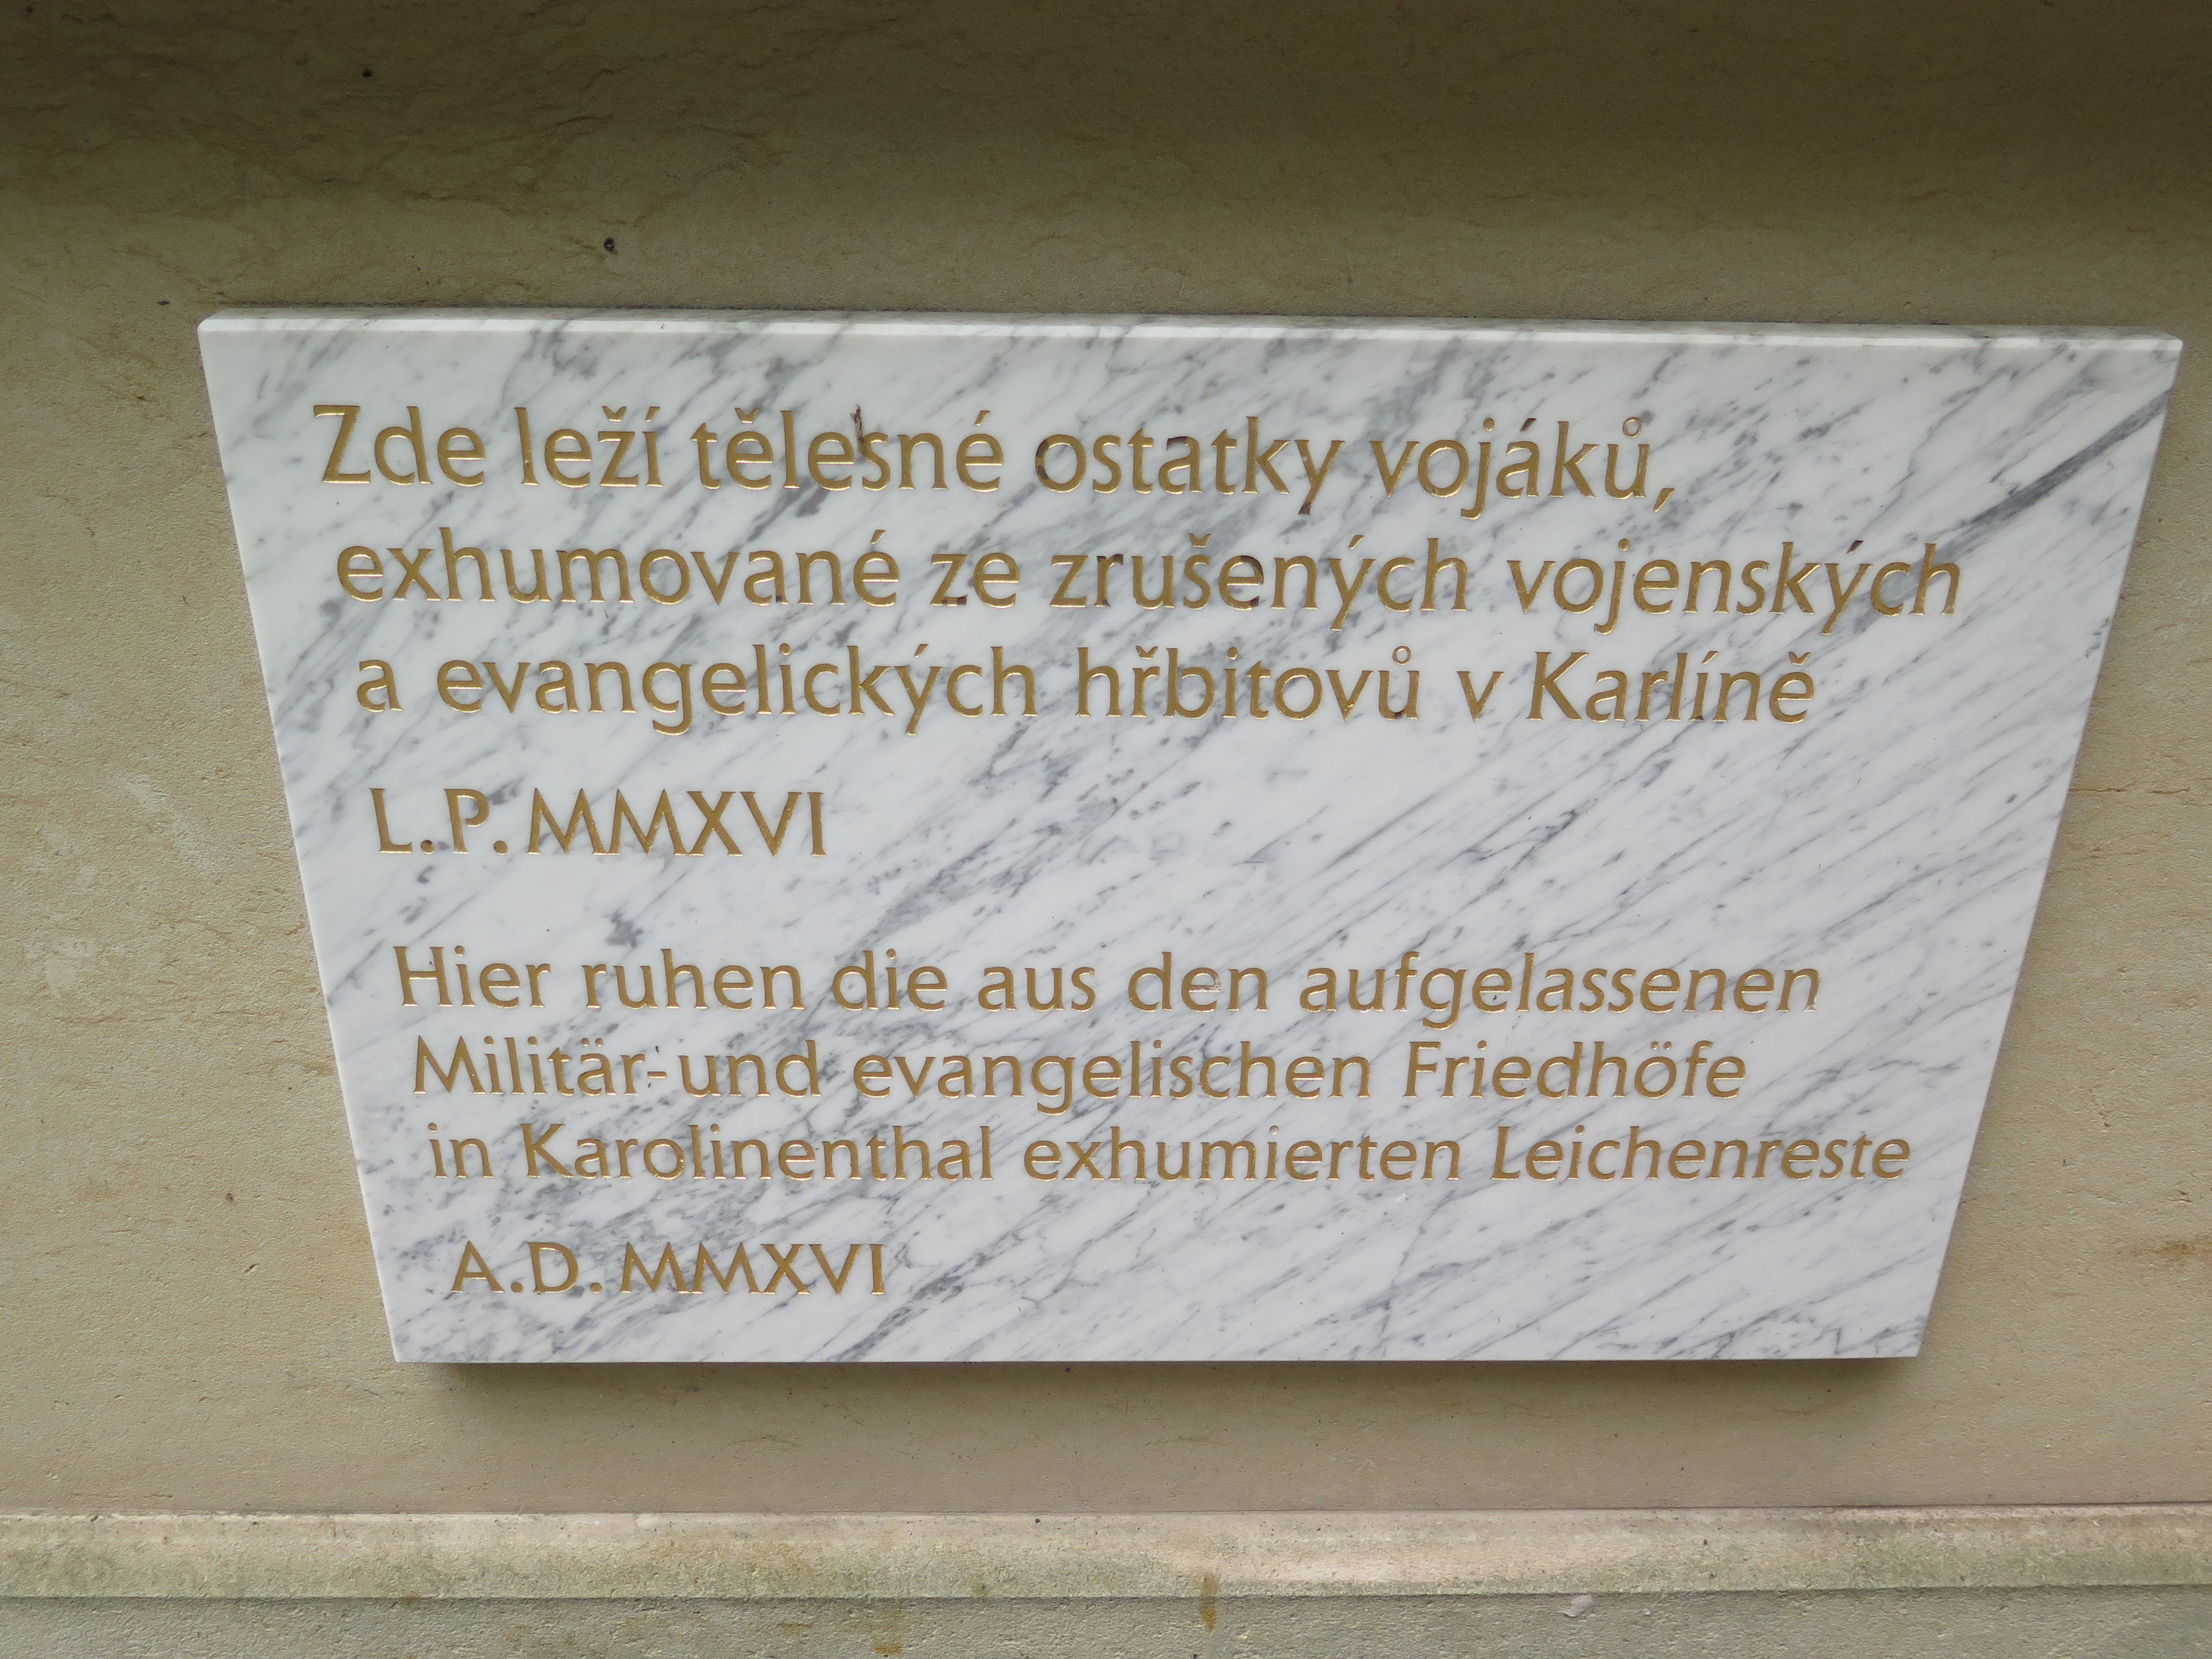 Zde leží tělesné ostatky vojáků,
exhumované ze zrušených vojenských
a evangelických hřbitovů v Karlíně
L.P. MMXVI
Hier ruhen die aus den aufgelassenen
Militär- und evangelischen Friedhöfe
in Karolinenthal exhumierten Leichenreste
A.D. MMXVI